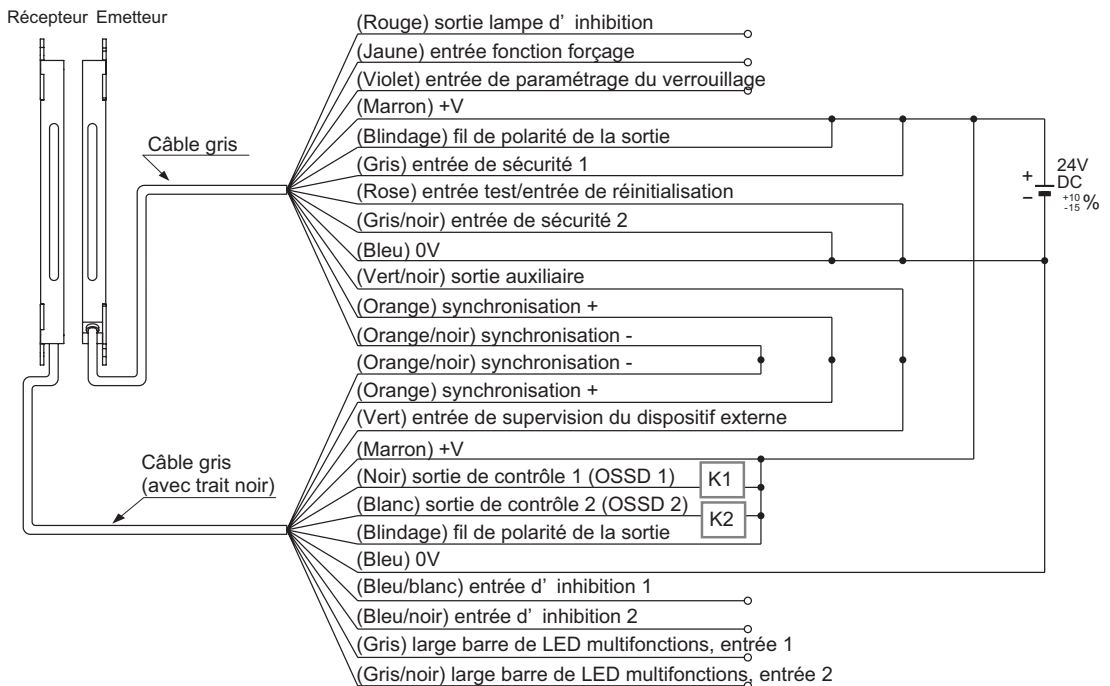 Récepteur Emetteur
(Rouge) sortie lampe d' inhibition
(Jaune) entrée fonction forçage
(Violet) entrée de paramétrage du verrouillage
(Marron) +V
(Blindage) fil de polarité de la sortie
(Gris) entrée de sécurité 1
(Rose) entrée test/entrée de réinitialisation
(Gris/noir) entrée de sécurité 2
(Bleu) 0V
(Vert/noir) sortie auxiliaire
(Orange) synchronisation +
(Orange/noir) synchronisation -
(Orange/noir) synchronisation -
(Orange) synchronisation +
(Vert) entrée de supervision du dispositif externe
(Marron) +V
(Noir) sortie de contrôle 1 (OSSD 1)
K1
(Blanc) sortie de contrôle 2 (OSSD 2)
K2
(Blindage) fil de polarité de la sortie
(Bleu) 0V
(Bleu/blanc) entrée d' inhibition 1
(Bleu/noir) entrée d' inhibition 2
(Gris) large barre de LED multifonctions, entrée 1
(Gris/noir) large barre de LED multifonctions, entrée 2
Câble gris
Câble gris
(avec trait noir)
+
−
24V
DC
+10
-15 %